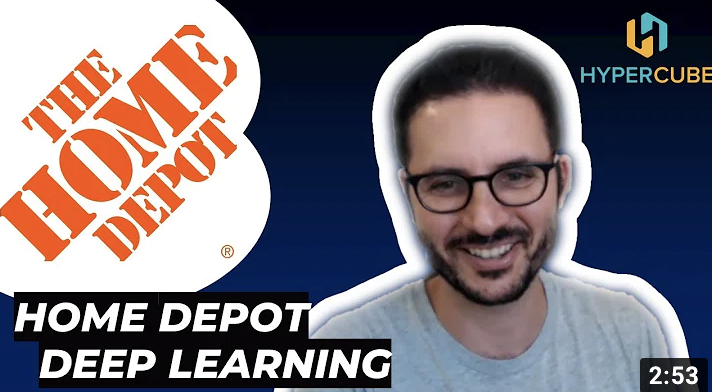 THE
HOME
DEPOT
®
HYPERCUBE
HOME DEPOT
DEEP LEARNING
2:53